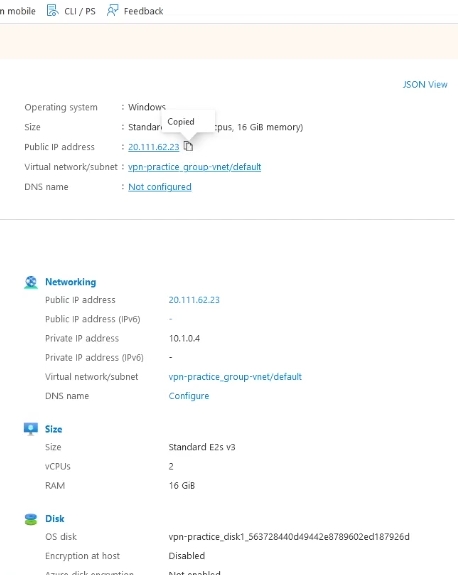 n mobile CLI / PS Feedback
JSON View
Operating system : Windows
Copied
Size : Standar cpus, 16 GiB memory)
Public IP address : 20.111.62.23
Virtual network/subnet : vpn-practice_group-vnet/default
DNS name : Not configured
Networking
Public IP address 20.111.62.23
Public IP address (IPv6) -
Private IP address 10.1.0.4
Private IP address (IPv6) -
Virtual network/subnet vpn-practice_group-vnet/default
DNS name Configure
Size
Size Standard E2s v3
vCPUs 2
RAM 16 GiB
Disk
OS disk vpn-practice_disk1_563728440d49442e8789602ed187926d
Encryption at host Disabled
Azure disk encryption Not enabled